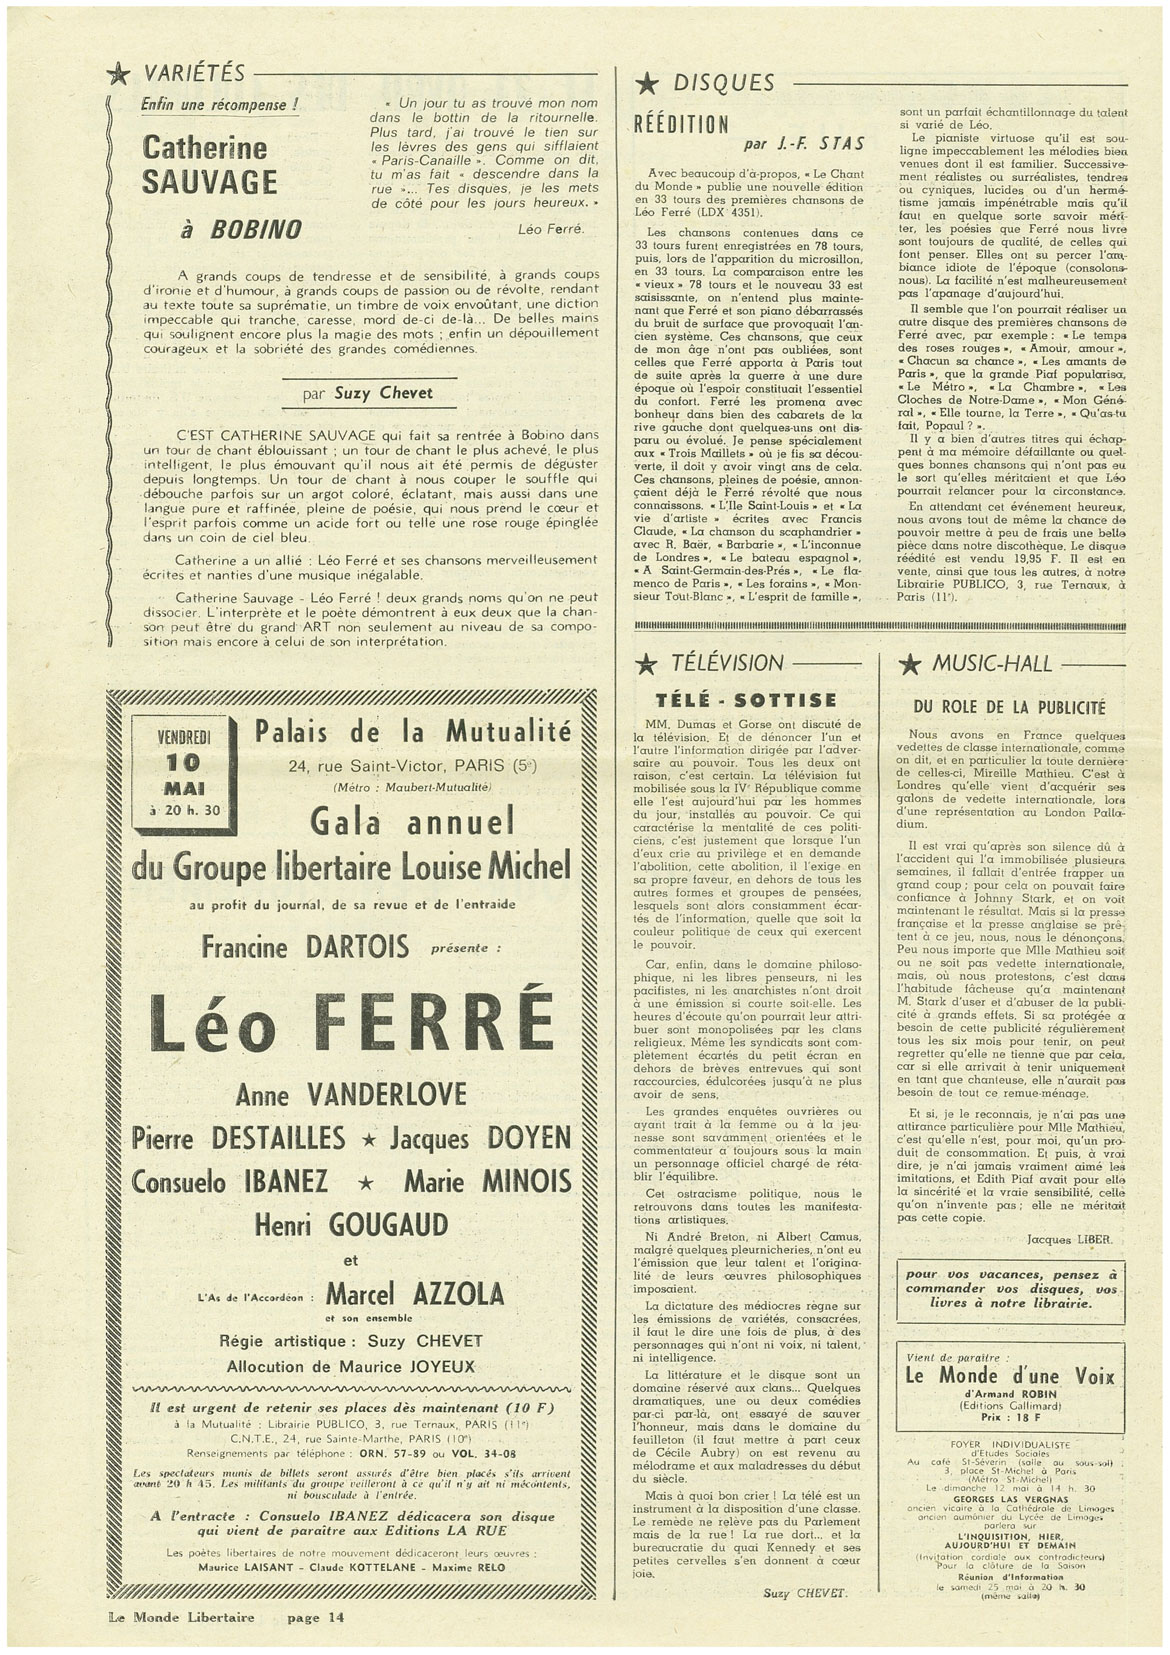 ★ VARIÉTÉS
Enfin une récompense !
Catherine
SAUVAGE
à BOBINO
« Un jour tu as trouvé mon nom
dans le bottin de la ritournelle.
Plus tard, j'ai trouvé le tien sur
les lèvres des gens qui sifflaient
« Paris-Canaille ». Comme on dit,
tu m'as fait « descendre dans la
rue »... Tes disques, je les mets
de côté pour les jours heureux. »
Léo Ferré.
A grands coups de tendresse et de sensibilité, à grands coups
d'ironie et d'humour, à grands coups de passion ou de révolte, rendant
au texte toute sa suprématie, un timbre de voix envoûtant, une diction
impeccable qui tranche, caresse, mord de-ci de-là... De belles mains
qui soulignent encore plus la magie des mots ; enfin un dépouillement
courageux et la sobriété des grandes comédiennes.
par Suzy Chevet
C'EST CATHERINE SAUVAGE qui fait sa rentrée à Bobino dans
un tour de chant éblouissant ; un tour de chant le plus achevé, le plus
intelligent, le plus émouvant qu'il nous ait été permis de déguster
depuis longtemps. Un tour de chant à nous couper le souffle qui
débouche parfois sur un argot coloré, éclatant, mais aussi dans une
langue pure et raffinée, pleine de poésie, qui nous prend le cœur et
l'esprit parfois comme un acide fort ou telle une rose rouge épinglée
dans un coin de ciel bleu.
Catherine a un allié : Léo Ferré et ses chansons merveilleusement
écrites et nanties d'une musique inégalable.
Catherine Sauvage - Léo Ferré ! deux grands noms qu'on ne peut
dissocier. L'interprète et le poète démontrent à eux deux que la chan-
son peut être du grand ART non seulement au niveau de sa compo-
sition mais encore à celui de son interprétation.
VENDREDI
10
MAI
à 20 h. 30
Palais de la Mutualité
24, rue Saint-Victor, PARIS (5e)
(Métro : Maubert-Mutualité)
Gala annuel
du Groupe libertaire Louise Michel
au profit du journal, de sa revue et de l'entraide
Francine DARTOIS présente :
Léo FERRÉ
Anne VANDERLOVE
Pierre DESTAILLES ★ Jacques DOYEN
Consuelo IBANEZ ★ Marie MINOIS
Henri GOUGAUD
et
L'As de l'Accordéon : Marcel AZZOLA
et son ensemble
Régie artistique : Suzy CHEVET
Allocution de Maurice JOYEUX
Il est urgent de retenir ses places dès maintenant (10 F)
à la Mutualité : Librairie PUBLICO, 3, rue Ternaux, PARIS (11e)
C.N.T.E., 24, rue Sainte-Marthe, PARIS (10e)
Renseignements par téléphone : ORN. 57-89 ou VOL. 34-08
Les spectateurs munis de billets seront assurés d'être bien placés s'ils arrivent
avant 20 h 45. Les militants du groupe veilleront à ce qu'il n'y ait ni mécontents,
ni bousculade à l'entrée.
A l'entracte : Consuelo IBANEZ dédicacera son disque
qui vient de paraître aux Editions LA RUE
Les poètes libertaires de notre mouvement dédicaceront leurs œuvres :
Maurice LAISANT - Claude KOTTELANE - Maxime RELO
Le Monde Libertaire page 14
★ DISQUES
RÉÉDITION
par J.-F. STAS
Avec beaucoup d'à-propos, « Le Chant
du Monde » publie une nouvelle édition
en 33 tours des premières chansons de
Léo Ferré (LDX 4351).
Les chansons contenues dans ce
33 tours furent enregistrées en 78 tours,
puis, lors de l'apparition du microsillon,
en 33 tours. La comparaison entre les
« vieux » 78 tours et le nouveau 33 est
saisissante, on n'entend plus mainte-
nant que Ferré et son piano débarrassés
du bruit de surface que provoquait l'an-
cien système. Ces chansons, que ceux
de mon âge n'ont pas oubliées, sont
celles que Ferré apporta à Paris tout
de suite après la guerre à une dure
époque où l'espoir constituait l'essentiel
du confort. Ferré les promena avec
bonheur dans bien des cabarets de la
rive gauche dont quelques-uns ont dis-
paru ou évolué. Je pense spécialement
aux « Trois Maillets » où je fis sa décou-
verte, il doit y avoir vingt ans de cela.
Ces chansons, pleines de poésie, annon-
çaient déjà le Ferré révolté que nous
connaissons. « L'Ile Saint-Louis » et « La
vie d'artiste » écrites avec Francis
Claude, « La chanson du scaphandrier »
avec R. Baër, « Barbarie », « L'inconnue
de Londres », « Le bateau espagnol »,
« A Saint-Germain-des-Prés », « Le fla-
menco de Paris », « Les forains », « Mon-
sieur Tout-Blanc », « L'esprit de famille »,
sont un parfait échantillonnage du talent
si varié de Léo.
Le pianiste virtuose qu'il est sou-
ligne impeccablement les mélodies bien
venues dont il est familier. Successive-
ment réalistes ou surréalistes, tendres
ou cyniques, lucides ou d'un hermé-
tisme jamais impénétrable mais qu'il
faut en quelque sorte savoir méri-
ter, les poésies que Ferré nous livre
sont toujours de qualité, de celles qui
font penser. Elles ont su percer l'am-
biance idiote de l'époque (consolons-
nous). La facilité n'est malheureusement
pas l'apanage d'aujourd'hui.
Il semble que l'on pourrait réaliser un
autre disque des premières chansons de
Ferré avec, par exemple : « Le temps
des roses rouges », « Amour, amour »,
« Chacun sa chance », « Les amants de
Paris », que la grande Piaf popularisa,
« Le Métro », « La Chambre », « Les
Cloches de Notre-Dame », « Mon Géné-
ral », « Elle tourne, la Terre », « Qu'as-tu
fait, Popaul ? ».
Il y a bien d'autres titres qui échap-
pent à ma mémoire défaillante ou quel-
ques bonnes chansons qui n'ont pas eu
le sort qu'elles méritaient et que Léo
pourrait relancer pour la circonstance.
En attendant cet événement heureux,
nous avons tout de même la chance de
pouvoir mettre à peu de frais une belle
pièce dans notre discothèque. Le disque
réédité est vendu 19,95 F. Il est en
vente, ainsi que tous les autres, à notre
Librairie PUBLICO, 3, rue Ternaux, à
Paris (11e).
★ TÉLÉVISION
TÉLÉ - SOTTISE
MM. Dumas et Gorse ont discuté de
la télévision. Et de dénoncer l'un et
l'autre l'information dirigée par l'adver-
saire au pouvoir. Tous les deux ont
raison, c'est certain. La télévision fut
mobilisée sous la IVe République comme
elle l'est aujourd'hui par les hommes
du jour, installés au pouvoir. Ce qui
caractérise la mentalité de ces politi-
ciens, c'est justement que lorsque l'un
d'eux crie au privilège et en demande
l'abolition, cette abolition, il l'exige en
sa propre faveur, en dehors de tous les
autres formes et groupes de pensées,
lesquels sont alors constamment écar-
tés de l'information, quelle que soit la
couleur politique de ceux qui exercent
le pouvoir.
Car, enfin, dans le domaine philoso-
phique, ni les libres penseurs, ni les
pacifistes, ni les anarchistes n'ont droit
à une émission si courte soit-elle. Les
heures d'écoute qu'on pourrait leur attri-
buer sont monopolisées par les clans
religieux. Même les syndicats sont com-
plètement écartés du petit écran en
dehors de brèves entrevues qui sont
raccourcies, édulcorées jusqu'à ne plus
avoir de sens.
Les grandes enquêtes ouvrières ou
ayant trait à la femme ou à la jeu-
nesse sont savamment orientées et le
commentateur a toujours sous la main
un personnage officiel chargé de réta-
blir l'équilibre.
Cet ostracisme politique, nous le
retrouvons dans toutes les manifesta-
tions artistiques.
Ni André Breton, ni Albert Camus,
malgré quelques pleurnicheries, n'ont eu
l'émission que leur talent et l'origina-
lité de leurs œuvres philosophiques
imposaient.
La dictature des médiocres règne sur
les émissions de variétés, consacrées,
il faut le dire une fois de plus, à des
personnages qui n'ont ni voix, ni talent,
ni intelligence.
La littérature et le disque sont un
domaine réservé aux clans... Quelques
dramatiques, une ou deux comédies
par-ci par-là, ont essayé de sauver
l'honneur, mais dans le domaine du
feuilleton (il faut mettre à part ceux
de Cécile Aubry) on est revenu au
mélodrame et aux maladresses du début
du siècle.
Mais à quoi bon crier ! La télé est un
instrument à la disposition d'une classe.
Le remède ne relève pas du Parlement
mais de la rue ! La rue dort... et la
bureaucratie du quai Kennedy et ses
petites cervelles s'en donnent à cœur
joie.
Suzy CHEVET.
★ MUSIC-HALL
DU ROLE DE LA PUBLICITÉ
Nous avons en France quelques
vedettes de classe internationale, comme
on dit, et en particulier la toute dernière
de celles-ci, Mireille Mathieu. C'est à
Londres qu'elle vient d'acquérir ses
galons de vedette internationale, lors
d'une représentation au London Palla-
dium.
Il est vrai qu'après son silence dû à
l'accident qui l'a immobilisée plusieurs
semaines, il fallait d'entrée frapper un
grand coup ; pour cela on pouvait faire
confiance à Johnny Stark, et on voit
maintenant le résultat. Mais si la presse
française et la presse anglaise se prê-
tent à ce jeu, nous, nous le dénonçons.
Peu nous importe que Mlle Mathieu soit
ou ne soit pas vedette internationale,
mais, où nous protestons, c'est dans
l'habitude fâcheuse qu'a maintenant
M. Stark d'user et d'abuser de la publi-
cité à grands effets. Si sa protégée a
besoin de cette publicité régulièrement
tous les six mois pour tenir, on peut
regretter qu'elle ne tienne que par cela,
car si elle arrivait à tenir uniquement
en tant que chanteuse, elle n'aurait pas
besoin de tout ce remue-ménage.
Et si, je le reconnais, je n'ai pas une
attirance particulière pour Mlle Mathieu,
c'est qu'elle n'est, pour moi, qu'un pro-
duit de consommation. Et puis, à vrai
dire, je n'ai jamais vraiment aimé les
imitations, et Edith Piaf avait pour elle
la sincérité et la vraie sensibilité, celle
qu'on n'invente pas ; elle ne méritait
pas cette copie.
Jacques LIBER.
pour vos vacances, pensez à
commander vos disques, vos
livres à notre librairie.
Vient de paraître :
Le Monde d'une Voix
d'Armand ROBIN
(Editions Gallimard)
Prix : 18 F
FOYER INDIVIDUALISTE
d'Etudes Sociales
Au café St-Séverin (salle au sous-sol)
3, place St-Michel à Paris
(Métro St-Michel)
Le dimanche 12 mai à 14 h. 30
GEORGES LAS VERGNAS
ancien vicaire à la Cathédrale de Limoges
ancien aumônier du Lycée de Limoges
parlera sur
L'INQUISITION, HIER,
AUJOURD'HUI ET DEMAIN
(Invitation cordiale aux contradicteurs)
Pour la clôture de la Saison
Réunion d'Information
le samedi 25 mai à 20 h. 30
(même salle)